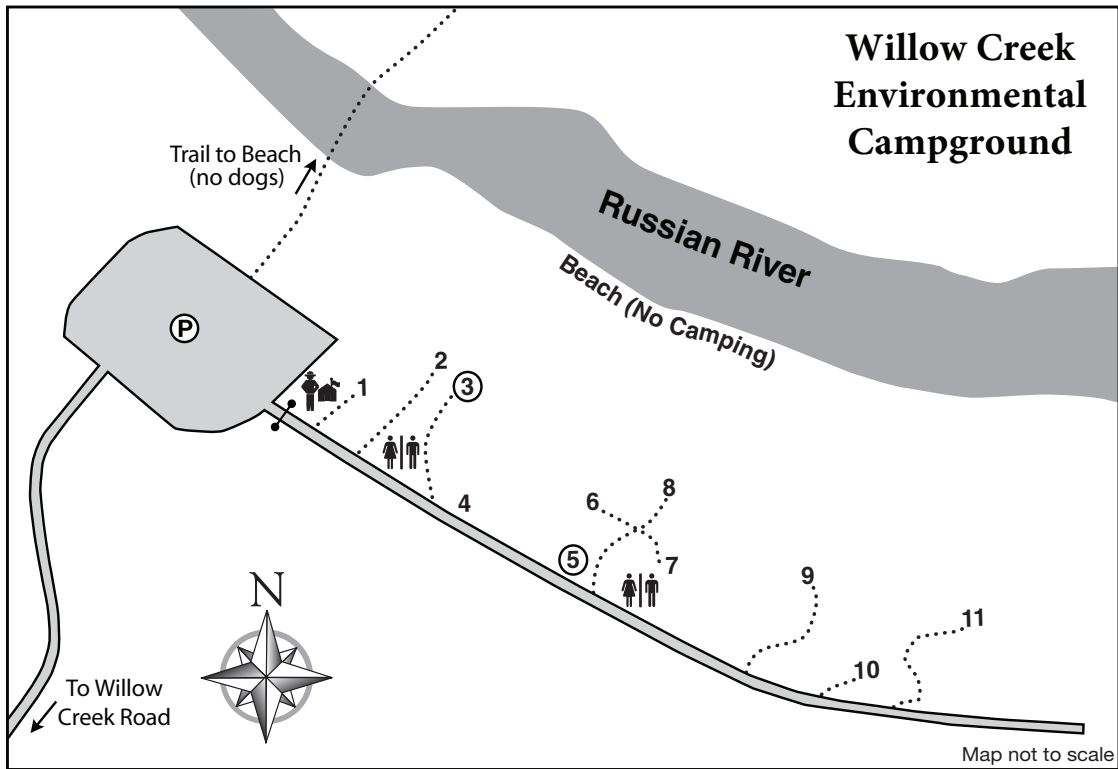 Willow Creek
Environmental
Campground
Trail to Beach
(no dogs)
Russian River
Beach (No Camping)
P
1
2
3
4
5
6
7
8
9
10
11
N
To Willow
Creek Road
Map not to scale